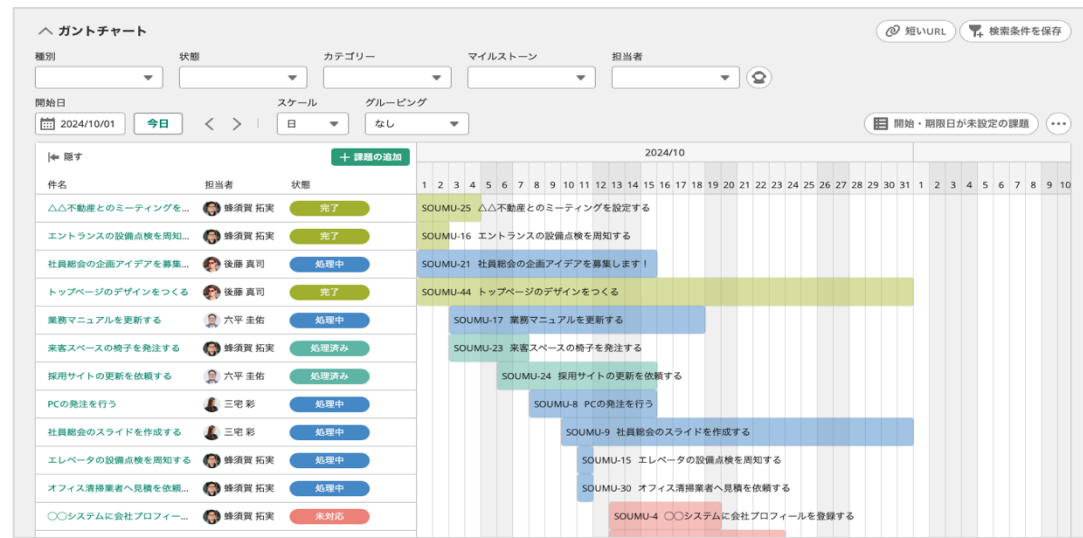 ガントチャート
短いURL
検索条件を保存
種別
状態
カテゴリー
マイルストーン
担当者
開始日
スケール
グルーピング
2024/10/01
今日
日
なし
開始・期限日が未設定の課題
隠す
課題の追加
2024/10
件名 担当者 状態
1 2 3 4 5 6 7 8 9 10 11 12 13 14 15 16 17 18 19 20 21 22 23 24 25 26 27 28 29 30 31 1 2 3 4 5 6 7 8 9 10
△△不動産とのミーティングを... 蜂須賀 拓実 完了 SOUMU-25 △△不動産とのミーティングを設定する
エントランスの設備点検を周知... 蜂須賀 拓実 完了 SOUMU-16 エントランスの設備点検を周知する
社員総会の企画アイデアを募集... 後藤 真司 処理中 SOUMU-21 社員総会の企画アイデアを募集します！
トップページのデザインをつくる 後藤 真司 完了 SOUMU-44 トップページのデザインをつくる
業務マニュアルを更新する 六平 圭佑 処理中 SOUMU-17 業務マニュアルを更新する
来客スペースの椅子を発注する 蜂須賀 拓実 処理済み SOUMU-23 来客スペースの椅子を発注する
採用サイトの更新を依頼する 六平 圭佑 処理済み SOUMU-24 採用サイトの更新を依頼する
PCの発注を行う 三宅 彩 処理中 SOUMU-8 PCの発注を行う
社員総会のスライドを作成する 三宅 彩 処理中 SOUMU-9 社員総会のスライドを作成する
エレベータの設備点検を周知する 蜂須賀 拓実 処理中 SOUMU-15 エレベータの設備点検を周知する
オフィス清掃業者へ見積を依頼... 蜂須賀 拓実 処理中 SOUMU-30 オフィス清掃業者へ見積を依頼する
〇〇システムに会社プロフィー... 蜂須賀 拓実 未対応 SOUMU-4 〇〇システムに会社プロフィールを登録する